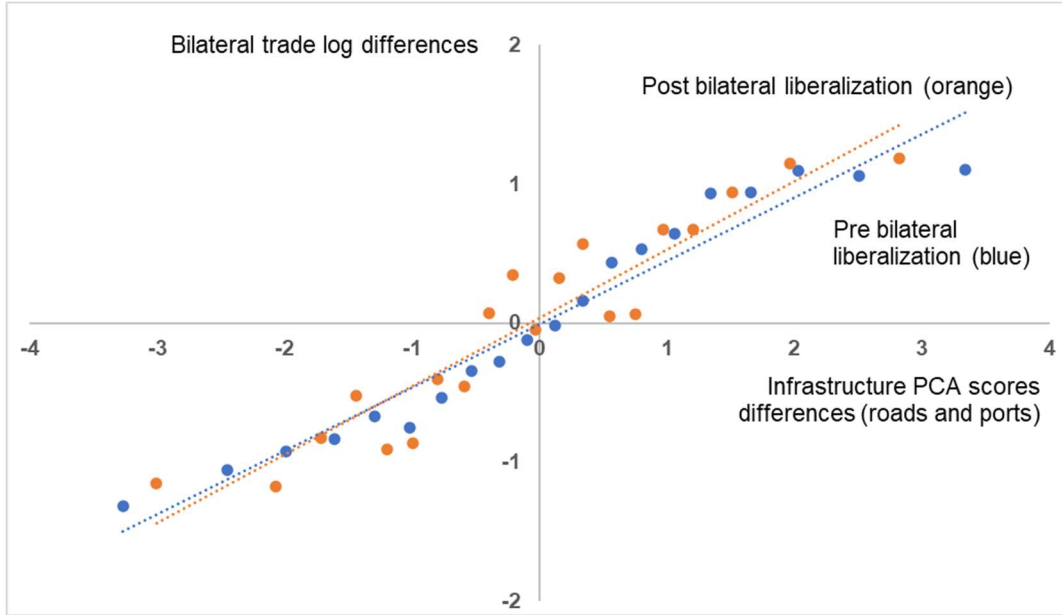 Bilateral trade log differences
2
Post bilateral liberalization (orange)
1
Pre bilateral
liberalization (blue)
0
-4
-3
-2
-1
0
1
2
3
4
Infrastructure PCA scores
differences (roads and ports)
-1
-2